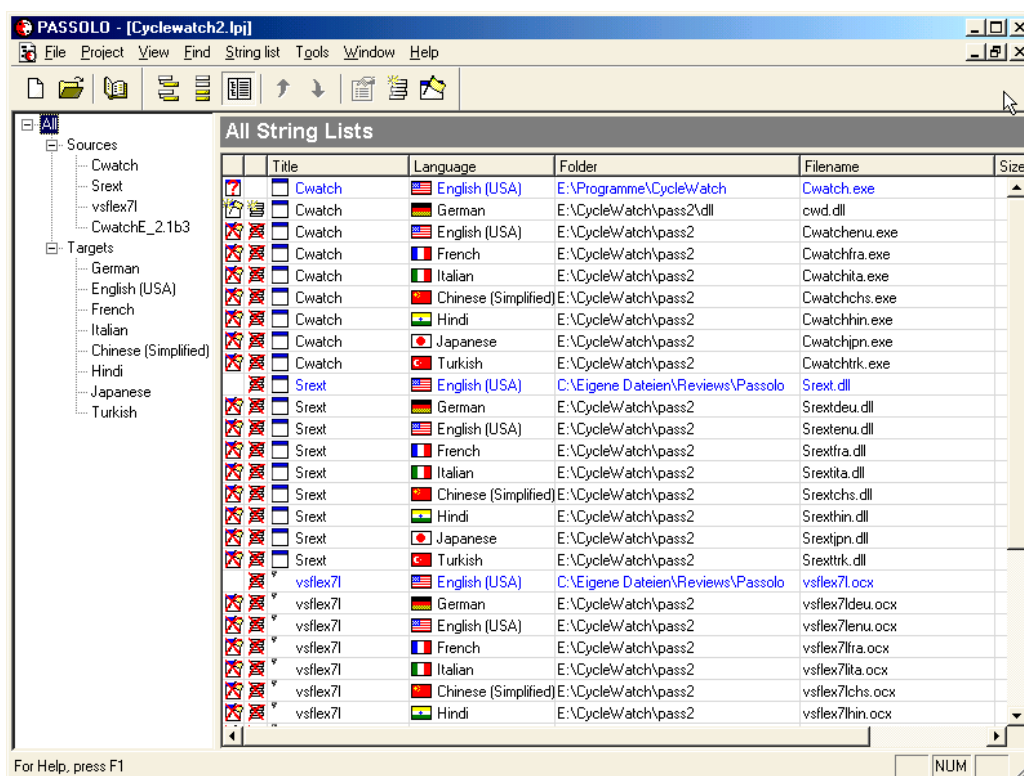 PASSOLO - [Cyclewatch2.lpj]
File Project View Find String list Tools Window Help
All
Sources
Cwatch
Srext
vsflex7l
CwatchE_2.1b3
Targets
German
English (USA)
French
Italian
Chinese (Simplified)
Hindi
Japanese
Turkish
All String Lists
Title Language Folder Filename Size
Cwatch English (USA) E:\Programme\CycleWatch Cwatch.exe
Cwatch German E:\CycleWatch\pass2\dll cwd.dll
Cwatch English (USA) E:\CycleWatch\pass2 Cwatchenu.exe
Cwatch French E:\CycleWatch\pass2 Cwatchfra.exe
Cwatch Italian E:\CycleWatch\pass2 Cwatchita.exe
Cwatch Chinese (Simplified) E:\CycleWatch\pass2 Cwatchchs.exe
Cwatch Hindi E:\CycleWatch\pass2 Cwatchhin.exe
Cwatch Japanese E:\CycleWatch\pass2 Cwatchjpn.exe
Cwatch Turkish E:\CycleWatch\pass2 Cwatchtrk.exe
Srext English (USA) C:\Eigene Dateien\Reviews\Passolo Srext.dll
Srext German E:\CycleWatch\pass2 Srextdeu.dll
Srext English (USA) E:\CycleWatch\pass2 Srextenu.dll
Srext French E:\CycleWatch\pass2 Srextfra.dll
Srext Italian E:\CycleWatch\pass2 Srextita.dll
Srext Chinese (Simplified) E:\CycleWatch\pass2 Srextchs.dll
Srext Hindi E:\CycleWatch\pass2 Srexthin.dll
Srext Japanese E:\CycleWatch\pass2 Srextjpn.dll
Srext Turkish E:\CycleWatch\pass2 Srexttrk.dll
vsflex7l English (USA) C:\Eigene Dateien\Reviews\Passolo vsflex7l.ocx
vsflex7l German E:\CycleWatch\pass2 vsflex7ldeu.ocx
vsflex7l English (USA) E:\CycleWatch\pass2 vsflex7lenu.ocx
vsflex7l French E:\CycleWatch\pass2 vsflex7lfra.ocx
vsflex7l Italian E:\CycleWatch\pass2 vsflex7lita.ocx
vsflex7l Chinese (Simplified) E:\CycleWatch\pass2 vsflex7lchs.ocx
vsflex7l Hindi E:\CycleWatch\pass2 vsflex7lhin.ocx
For Help, press F1 NUM